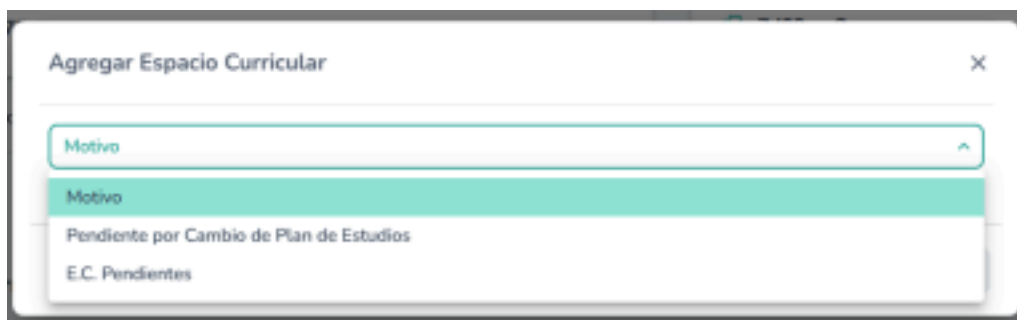 Agregar Espacio Curricular
Motivo
Motivo
Pendiente por Cambio de Plan de Estudios
E.C. Pendientes